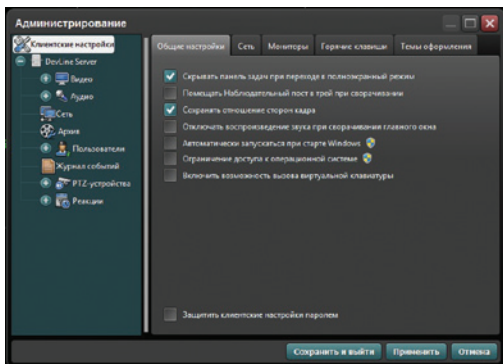 Администрирование
Клиентские настройки
DevLine Server
Видео
Аудио
Сеть
Архив
Пользователи
Журнал событий
PTZ-устройства
Реакции
Общие настройки Сеть Мониторы Горячие клавиши Темы оформления
Скрывать панель задач при переходе в полноэкранный режим
Помещать Наблюдательный пост в трей при сворачивании
Сохранять отношение сторон кадра
Отключать воспроизведение звука при сворачивании главного окна
Автоматически запускаться при старте Windows
Ограничение доступа к операционной системе
Включить возможность вызова виртуальной клавиатуры
Защитить клиентские настройки паролем
Сохранить и выйти Применить Отмена